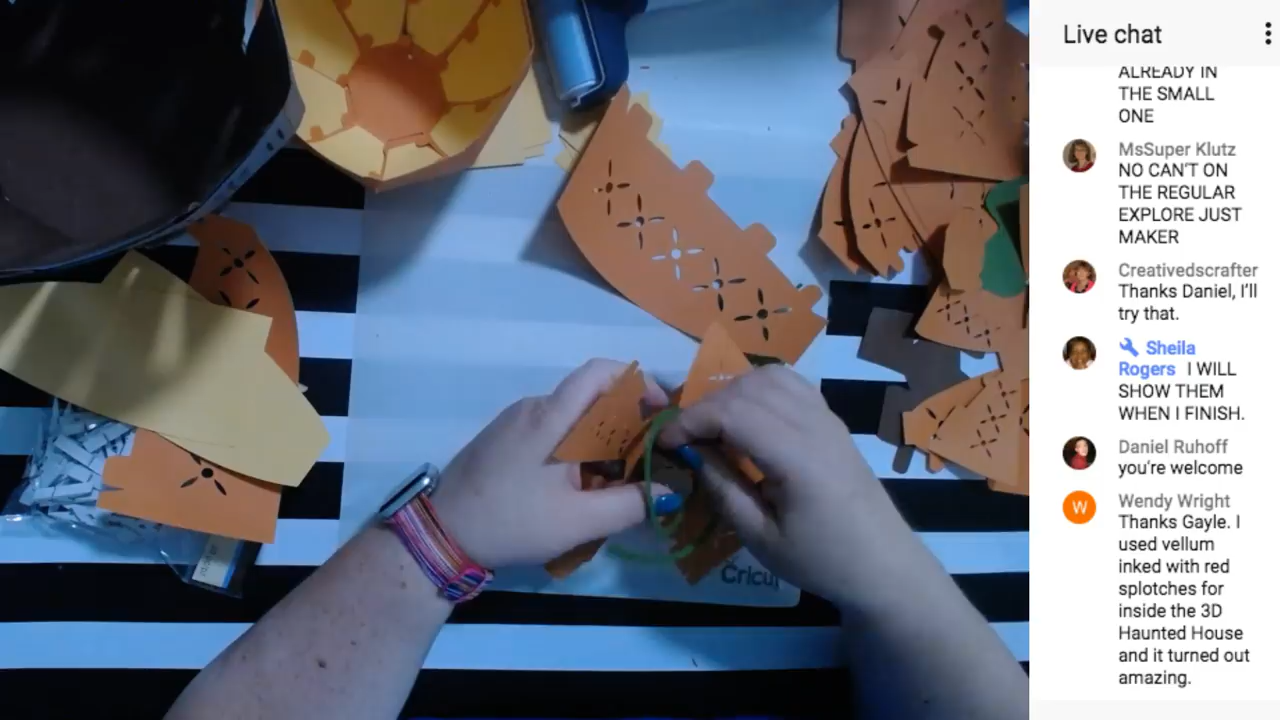 Live chat
ALREADY IN
THE SMALL
ONE
MsSuper Klutz
NO CAN'T ON
THE REGULAR
EXPLORE JUST
MAKER
Creativedscrafter
Thanks Daniel, I'll
try that.
Sheila
Rogers I WILL
SHOW THEM
WHEN I FINISH.
Daniel Ruhoff
you're welcome
W
Wendy Wright
Thanks Gayle. I
used vellum
inked with red
splotches for
inside the 3D
Haunted House
and it turned out
amazing.
Cricut